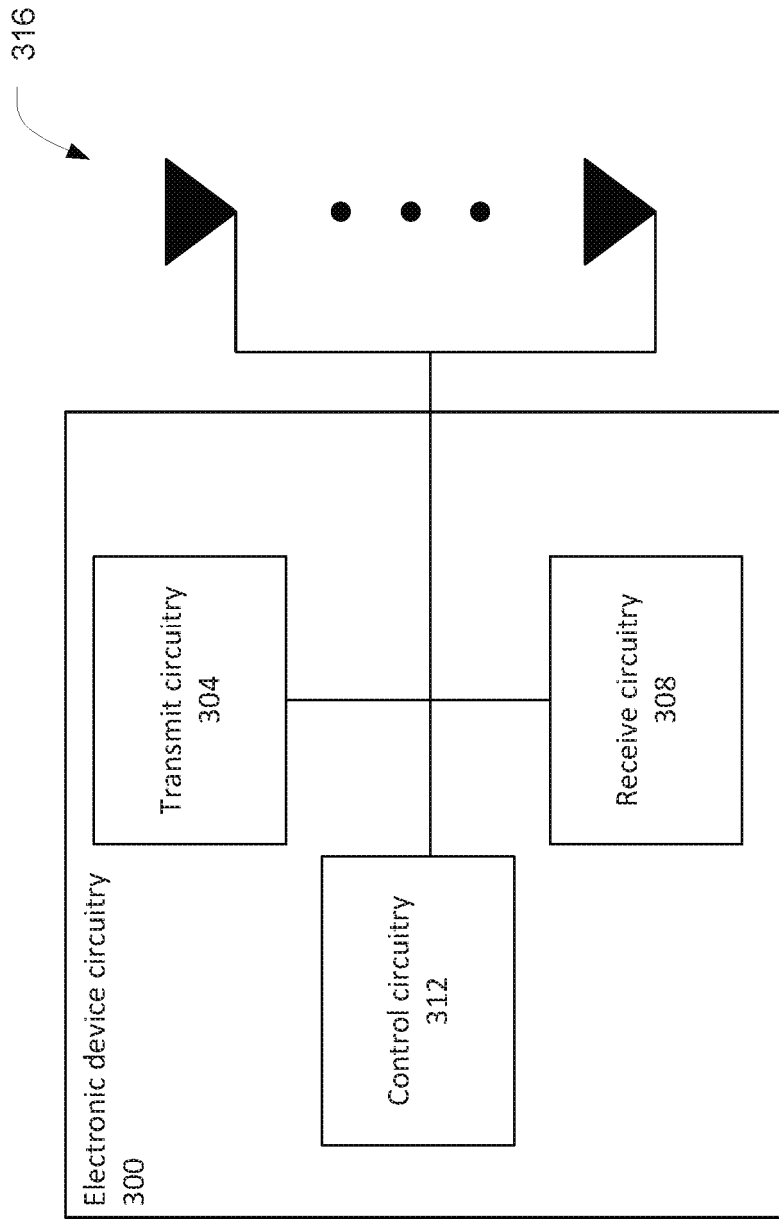 316
Electronic device circuitry
300
Transmit circuitry
304
Control circuitry
312
Receive circuitry
308